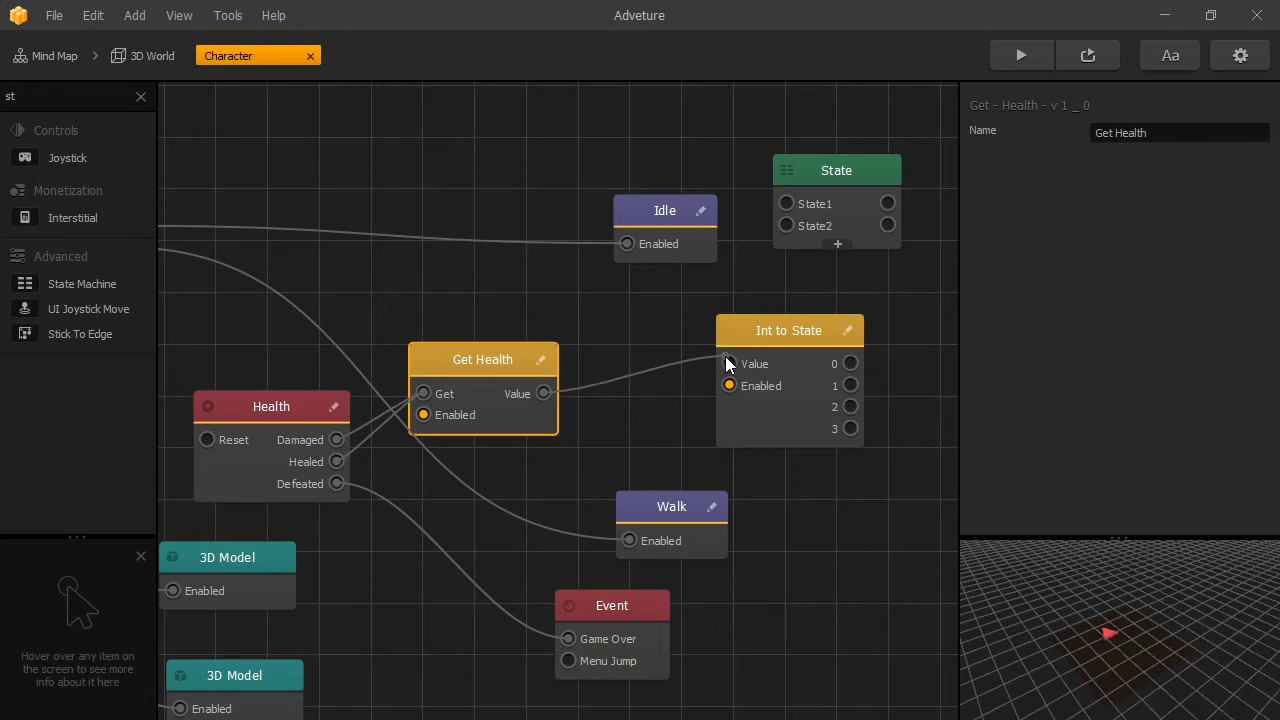 File Edit View Tools Help
Adveture
Mind Map 3D World Character
Aa
st
Controls
Joystick
Monetization
Interstitial
Advanced
State Machine
UI Joystick Move
Stick To Edge
Hover over any item on
the screen to see more
info about it here
Idle
Enabled
State
State1
State2
Get Health
Get Value
Enabled
Int to State
Value 0
Enabled 1
2
3
Health
Reset Damaged
Healed
Defeated
Walk
Enabled
3D Model
Enabled
Event
Game Over
Menu Jump
3D Model
Enabled
Get - Health - v 1 _ 0
Name Get Health